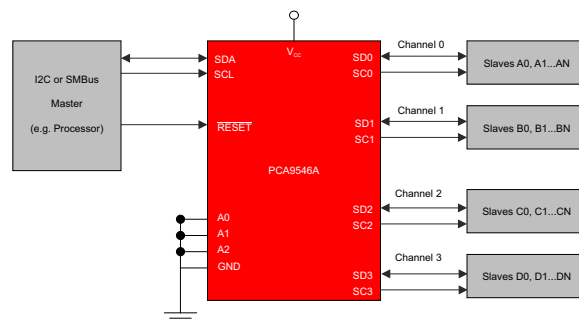 V_CC
I2C or SMBus
Master
(e.g. Processor)
SDA
SCL
RESET
PCA9546A
A0
A1
A2
GND
SD0
SC0
SD1
SC1
SD2
SC2
SD3
SC3
Channel 0
Slaves A0, A1...AN
Channel 1
Slaves B0, B1...BN
Channel 2
Slaves C0, C1...CN
Channel 3
Slaves D0, D1...DN